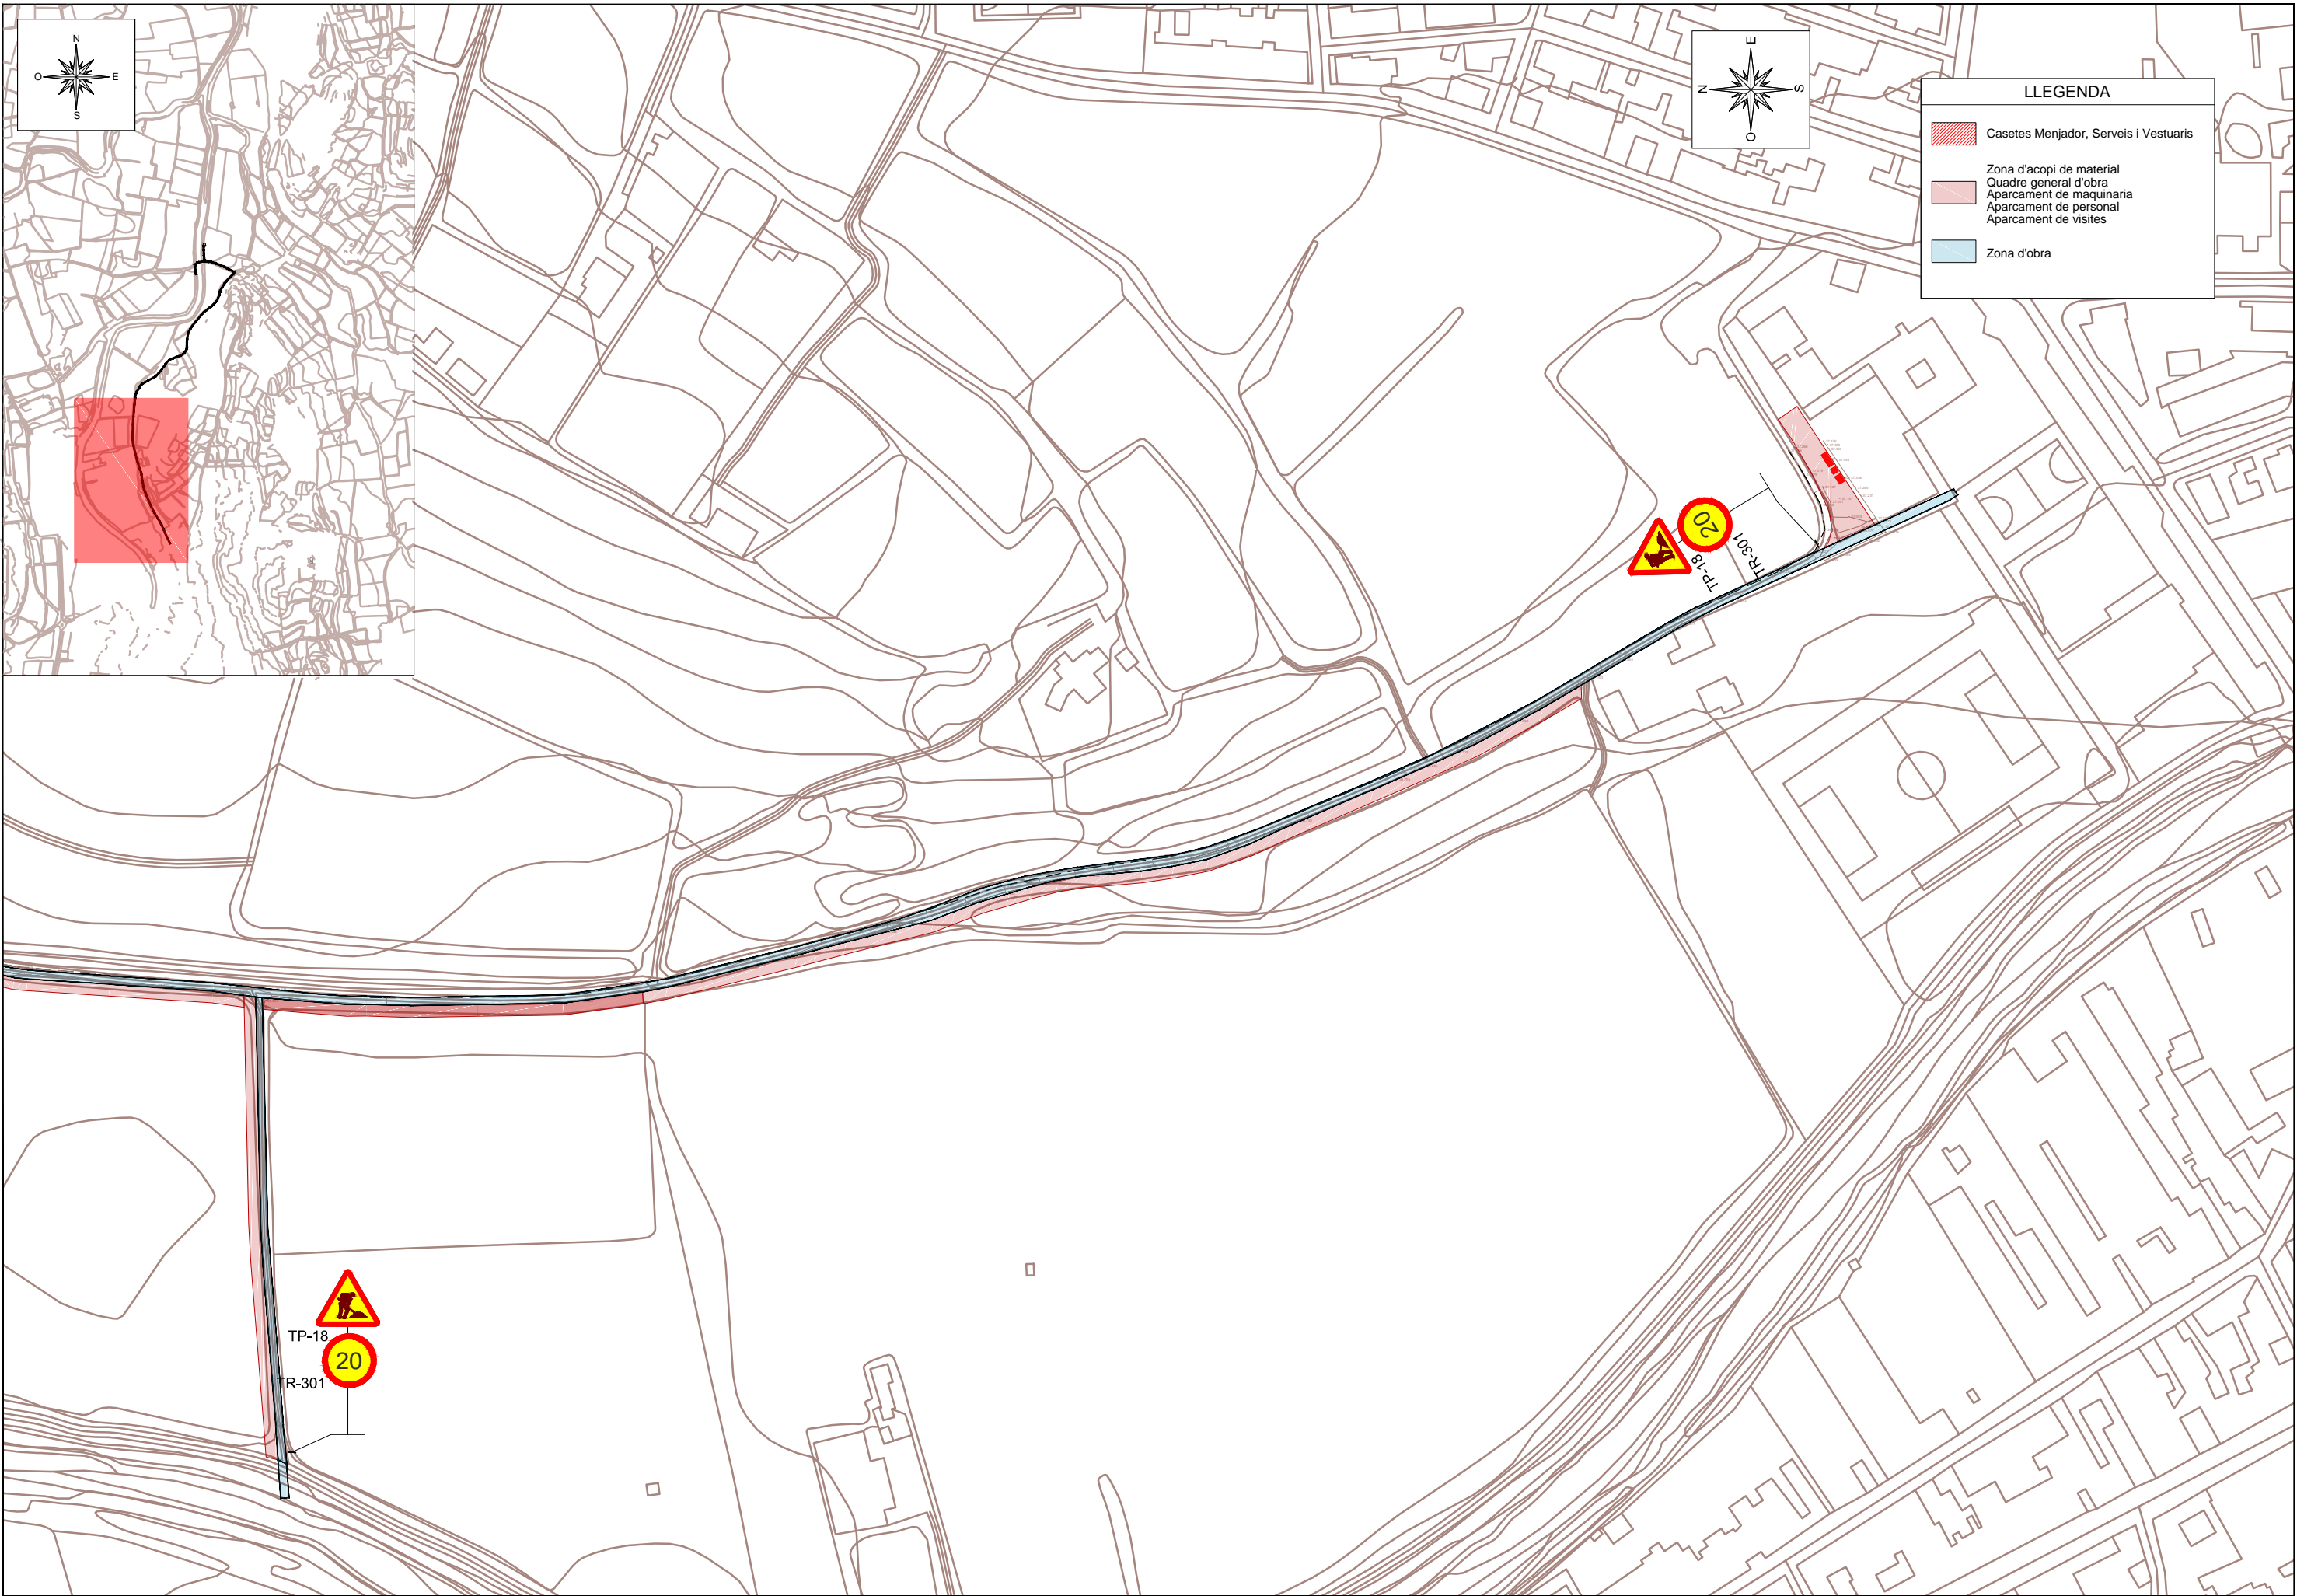 N
O E
S
E
N S
O
LLEGENDA
Casetes Menjador, Serveis i Vestuaris
Zona d'acopi de material
Quadre general d'obra
Aparcament de maquinaria
Aparcament de personal
Aparcament de visites
Zona d'obra
20
TP-18
TR-301
TP-18
20
TR-301